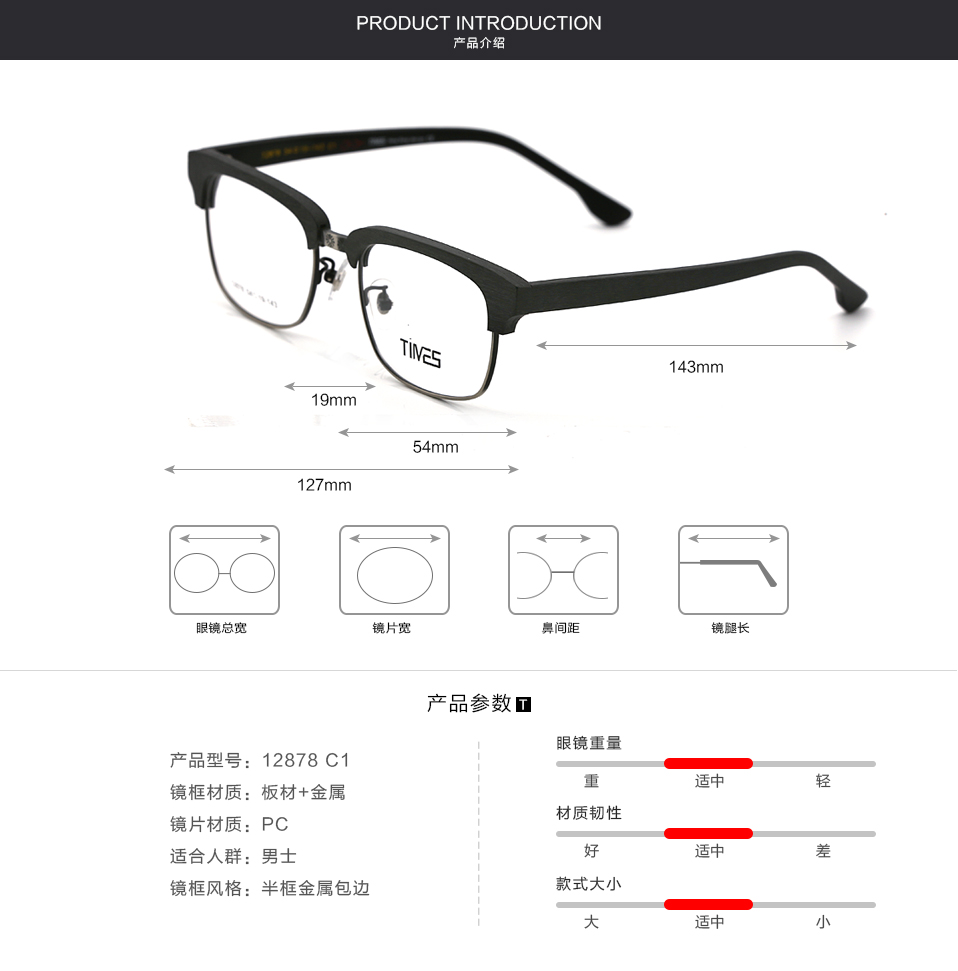 PRODUCT INTRODUCTION
产品介绍
TIMES
143mm
19mm
54mm
127mm
眼镜总宽
镜片宽
鼻间距
镜腿长
产品参数 T
产品型号：12878 C1
镜框材质：板材+金属
镜片材质：PC
适合人群：男士
镜框风格：半框金属包边
眼镜重量
重 适中 轻
材质韧性
好 适中 差
款式大小
大 适中 小